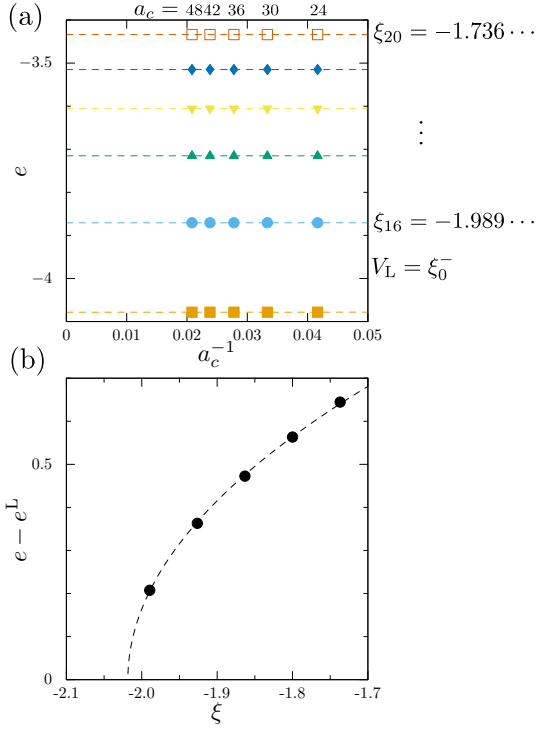 (a)
a_c = 48 42 36 30 24
ξ_20 = −1.736 ···
-3.5
⋮
e
ξ_16 = −1.989 ···
V_L = ξ_0^−
-4
0 0.01 0.02 0.03 0.04 0.05
a_c^{-1}
(b)
0.5
e − e^L
0
-2.1 -2.0 -1.9 -1.8 -1.7
ξ